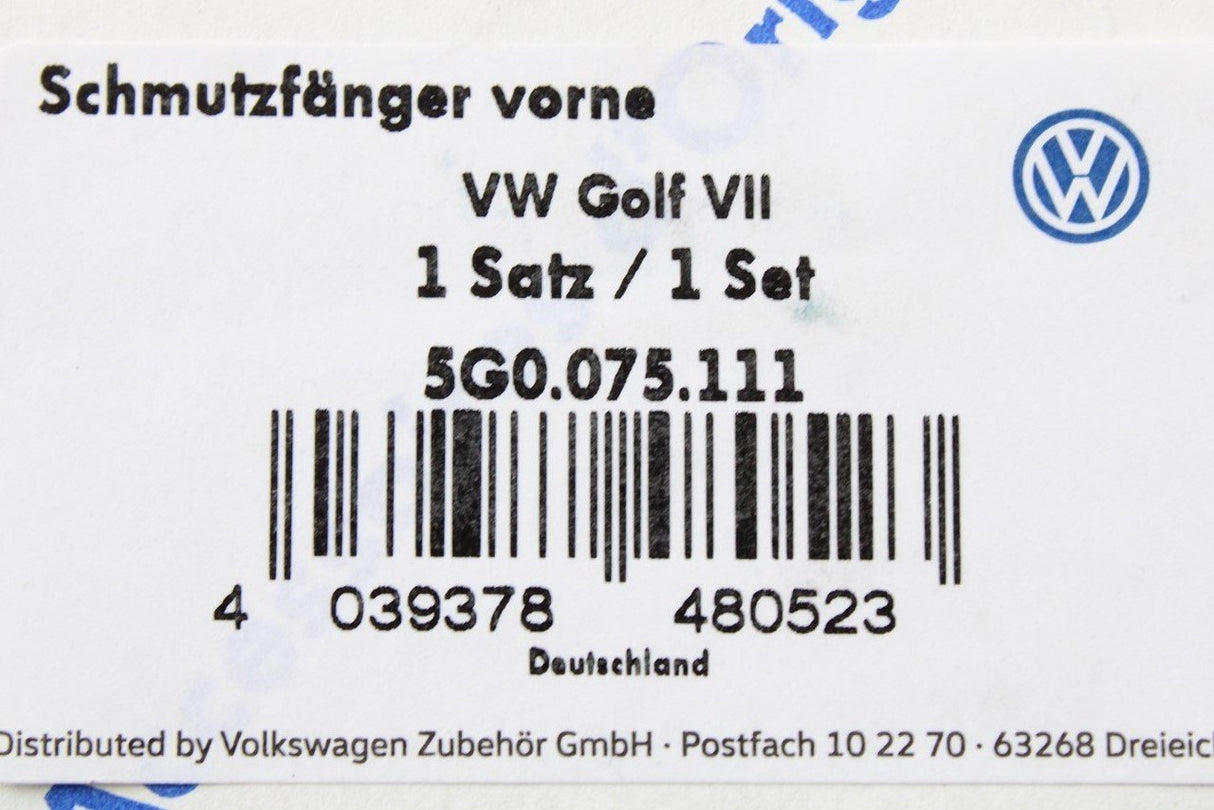 Schmutzfänger vorne
VW Golf VII
1 Satz / 1 Set
5G0.075.111
4 039378 480523
Deutschland
Distributed by Volkswagen Zubehör GmbH · Postfach 10 22 70 · 63268 Dreieich